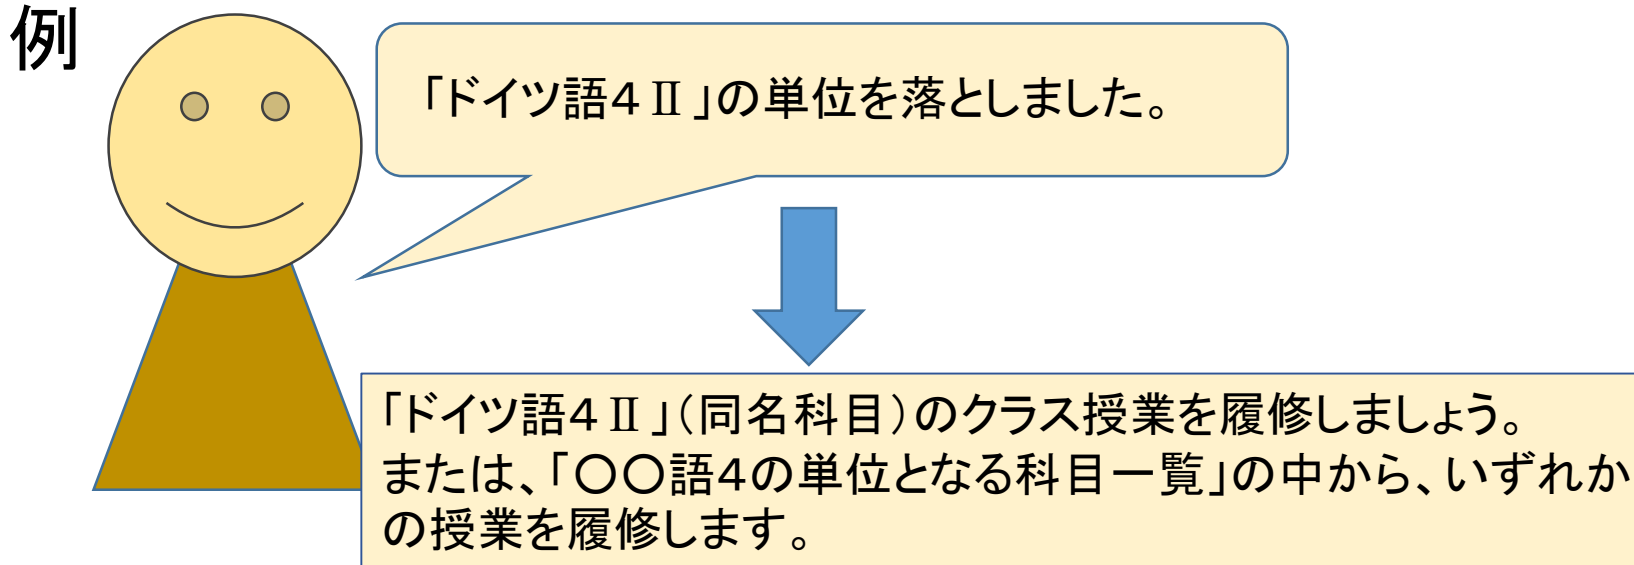 例
「ドイツ語4Ⅱ」の単位を落としました。
「ドイツ語4Ⅱ」(同名科目)のクラス授業を履修しましょう。
または、「〇〇語4の単位となる科目一覧」の中から、いずれか
の授業を履修します。